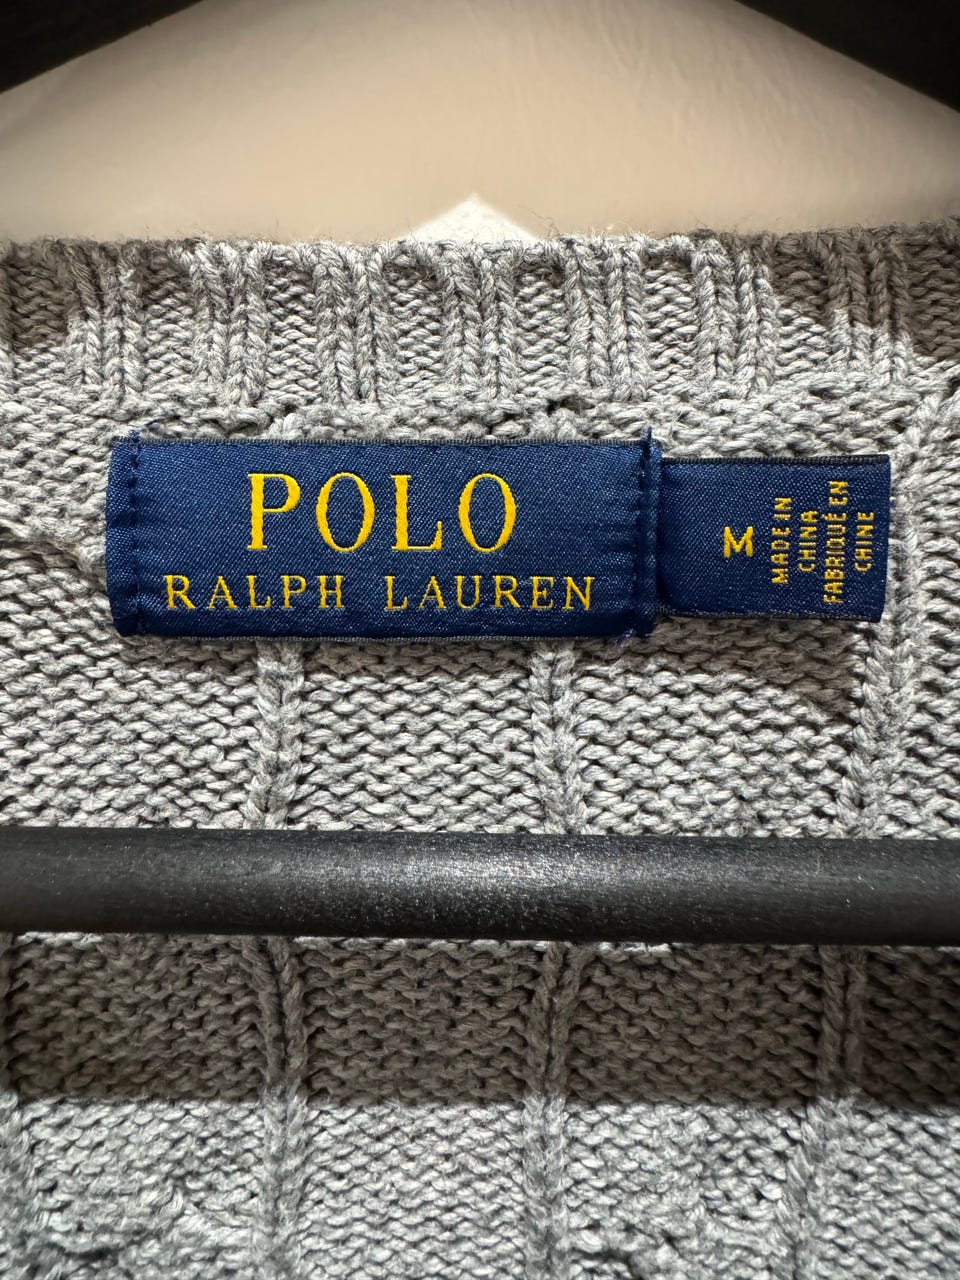 POLO
RALPH LAUREN
M
MADE IN
CHINA
FABRIQUÉ EN
CHINE